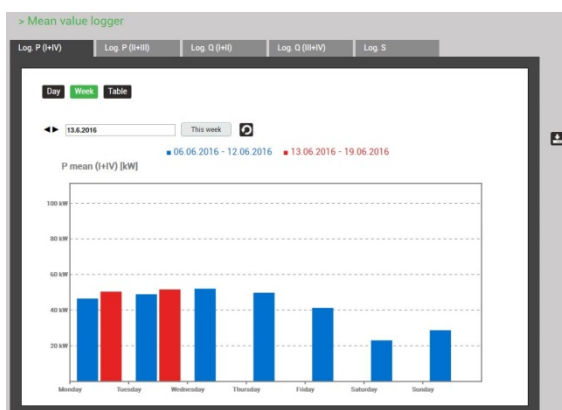 > Mean value logger
Log. P (I+IV) Log. P (II+III) Log. Q (I+II) Log. Q (III+IV) Log. S
Day Week Table
13.6.2016 This week
06.06.2016 - 12.06.2016 13.06.2016 - 19.06.2016
P mean (I+IV) [kW]
100 kW
80 kW
60 kW
40 kW
20 kW
Monday Tuesday Wednesday Thursday Friday Saturday Sunday